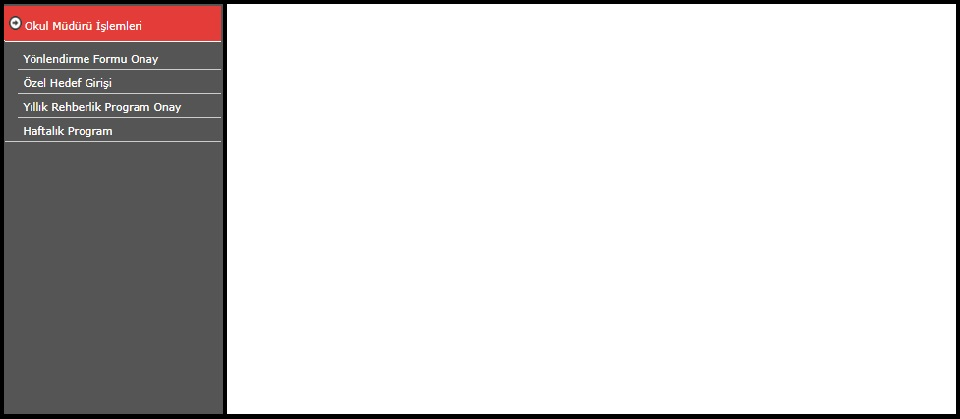 Okul Müdürü İşlemleri
Yönlendirme Formu Onay
Özel Hedef Girişi
Yıllık Rehberlik Program Onay
Haftalık Program